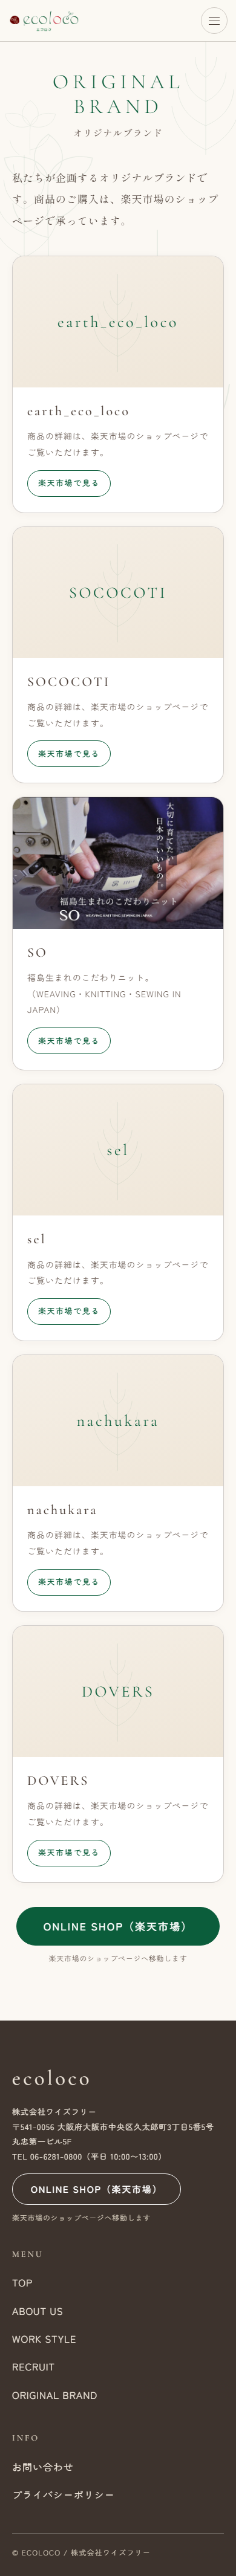 ecoloco
ORIGINAL
BRAND
オリジナルブランド
私たちが企画するオリジナルブランドで
す。商品のご購入は、楽天市場のショップ
ページで承っています。
earth_eco_loco
earth_eco_loco
商品の詳細は、楽天市場のショップページで
ご覧いただけます。
楽天市場で見る
SOCOCOTI
SOCOCOTI
商品の詳細は、楽天市場のショップページで
ご覧いただけます。
楽天市場で見る
大切に育てたい、
日本の「いいもの」。
福島生まれのこだわりニット
SO WEAVING KNITTING SEWING IN JAPAN
SO
福島生まれのこだわりニット。
（WEAVING・KNITTING・SEWING IN
JAPAN）
楽天市場で見る
sel
sel
商品の詳細は、楽天市場のショップページで
ご覧いただけます。
楽天市場で見る
nachukara
nachukara
商品の詳細は、楽天市場のショップページで
ご覧いただけます。
楽天市場で見る
DOVERS
DOVERS
商品の詳細は、楽天市場のショップページで
ご覧いただけます。
楽天市場で見る
ONLINE SHOP（楽天市場）
楽天市場のショップページへ移動します
ecoloco
株式会社ワイズフリー
〒541-0056 大阪府大阪市中央区久太郎町3丁目5番5号
丸忠第一ビル5F
TEL 06-6281-0800（平日 10:00〜13:00）
ONLINE SHOP（楽天市場）
楽天市場のショップページへ移動します
MENU
TOP
ABOUT US
WORK STYLE
RECRUIT
ORIGINAL BRAND
INFO
お問い合わせ
プライバシーポリシー
© ECOLOCO / 株式会社ワイズフリー